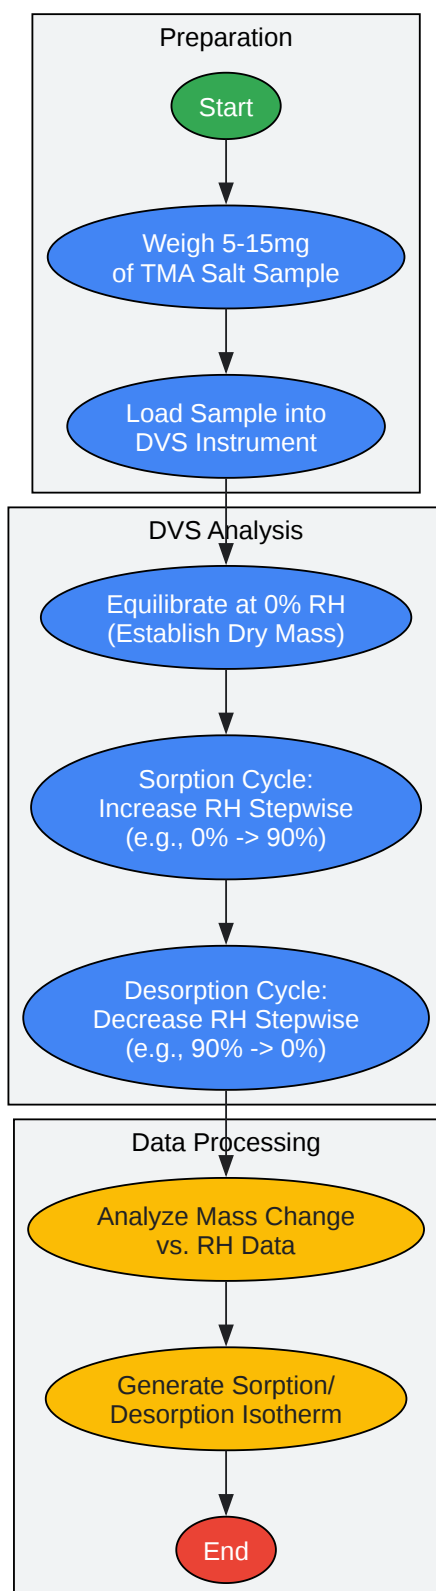 Preparation
Start
Weigh 5-15mg
of TMA Salt Sample
Load Sample into
DVS Instrument
DVS Analysis
Equilibrate at 0% RH
(Establish Dry Mass)
Sorption Cycle:
Increase RH Stepwise
(e.g., 0% -> 90%)
Desorption Cycle:
Decrease RH Stepwise
(e.g., 90% -> 0%)
Data Processing
Analyze Mass Change
vs. RH Data
Generate Sorption/
Desorption Isotherm
End